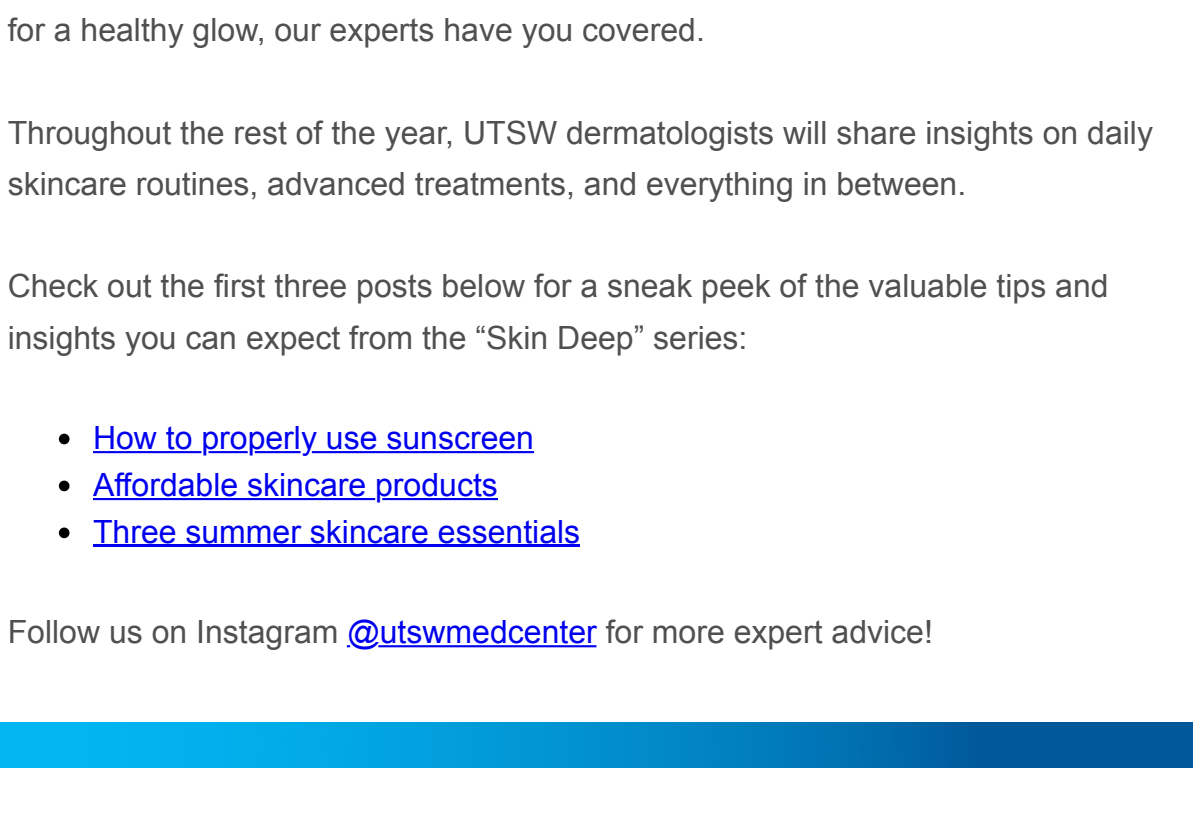 for a healthy glow, our experts have you covered.
Throughout the rest of the year, UTSW dermatologists will share insights on daily
skincare routines, advanced treatments, and everything in between.
Check out the first three posts below for a sneak peek of the valuable tips and
insights you can expect from the “Skin Deep” series:
• How to properly use sunscreen
• Affordable skincare products
• Three summer skincare essentials
Follow us on Instagram @utswmedcenter for more expert advice!